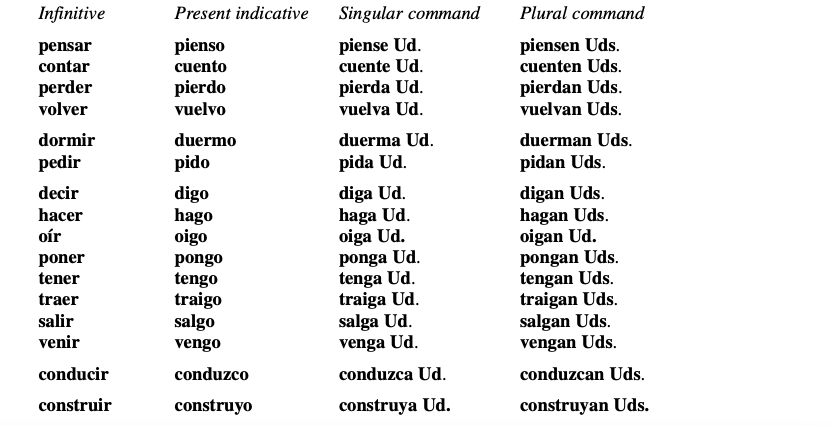 Infinitive Present indicative Singular command Plural command
pensar pienso piense Ud. piensen Uds.
contar cuento cuente Ud. cuenten Uds.
perder pierdo pierda Ud. pierdan Uds.
volver vuelvo vuelva Ud. vuelvan Uds.
dormir duermo duerma Ud. duerman Uds.
pedir pido pida Ud. pidan Uds.
decir digo diga Ud. digan Uds.
hacer hago haga Ud. hagan Uds.
oír oigo oiga Ud. oigan Ud.
poner pongo ponga Ud. pongan Uds.
tener tengo tenga Ud. tengan Uds.
traer traigo traiga Ud. traigan Uds.
salir salgo salga Ud. salgan Uds.
venir vengo venga Ud. vengan Uds.
conducir conduzco conduzca Ud. conduzcan Uds.
construir construyo construya Ud. construyan Uds.